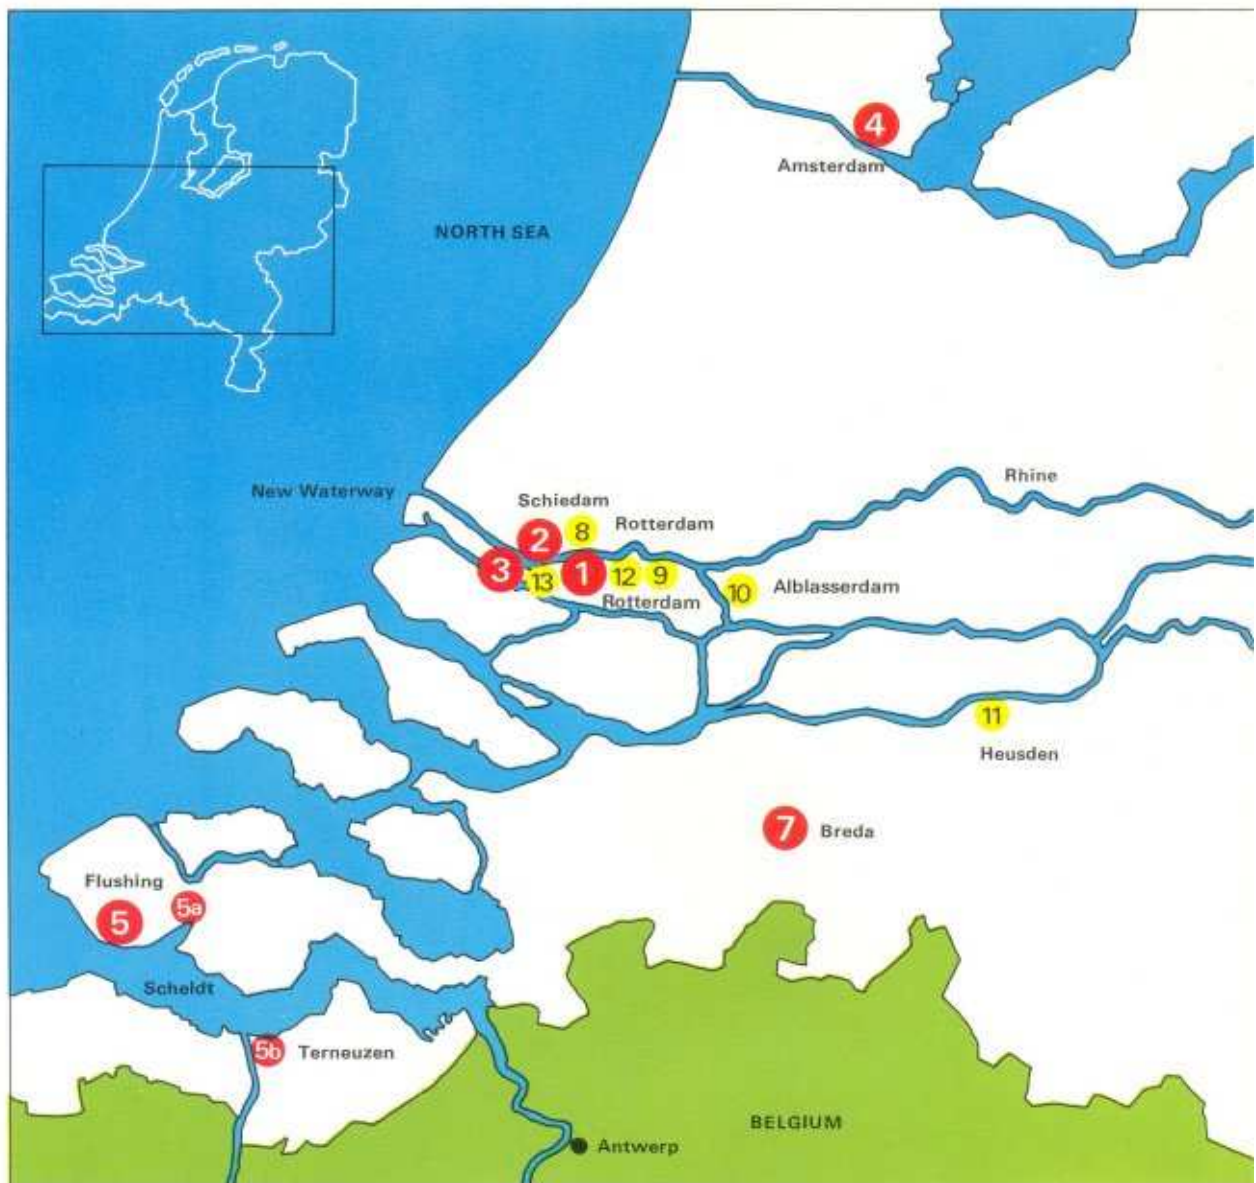 4
Amsterdam
NORTH SEA
Rhine
New Waterway
Schiedam
8
Rotterdam
2
3
13
1
12
9
10
Alblasserdam
Rotterdam
11
Heusden
7
Breda
Flushing
5
5a
Scheldt
5b
Terneuzen
BELGIUM
Antwerp